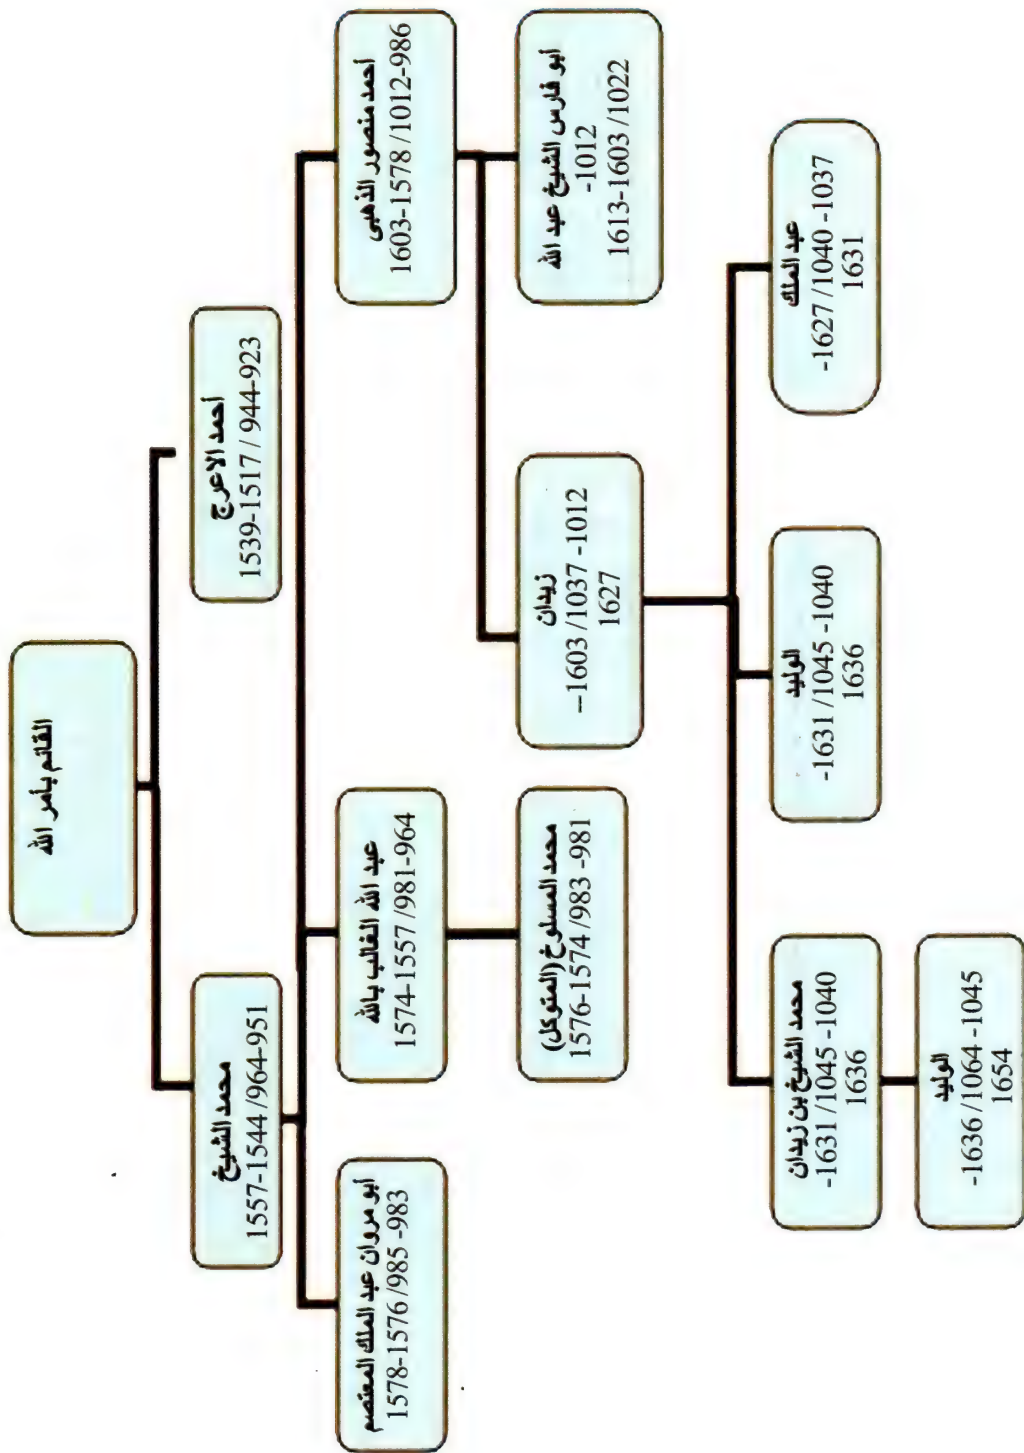 القائم بأمر الله
أحمد الاعرج
1539-1517 / 944-923
محمد الشيخ
1557-1544 /964-951
أحمد منصور الذهبى
1603-1578 /1012-986
عبد الله الغالب بالله
1574-1557 /981-964
أبو مروان عبد الملك المعتصم
1578-1576 /985 -983
أبو فارس الشيخ عبد الله
-1012
1613-1603 /1022
زيدان
–1603 /1037 -1012
1627
محمد المسلوخ (المتوكل)
1576-1574 /983 -981
عبد الملك
-1627 /1040 -1037
1631
الوليد
-1631 /1045 -1040
1636
محمد الشيخ بن زيدان
-1631 /1045 -1040
1636
الوليد
-1636 /1064 -1045
1654